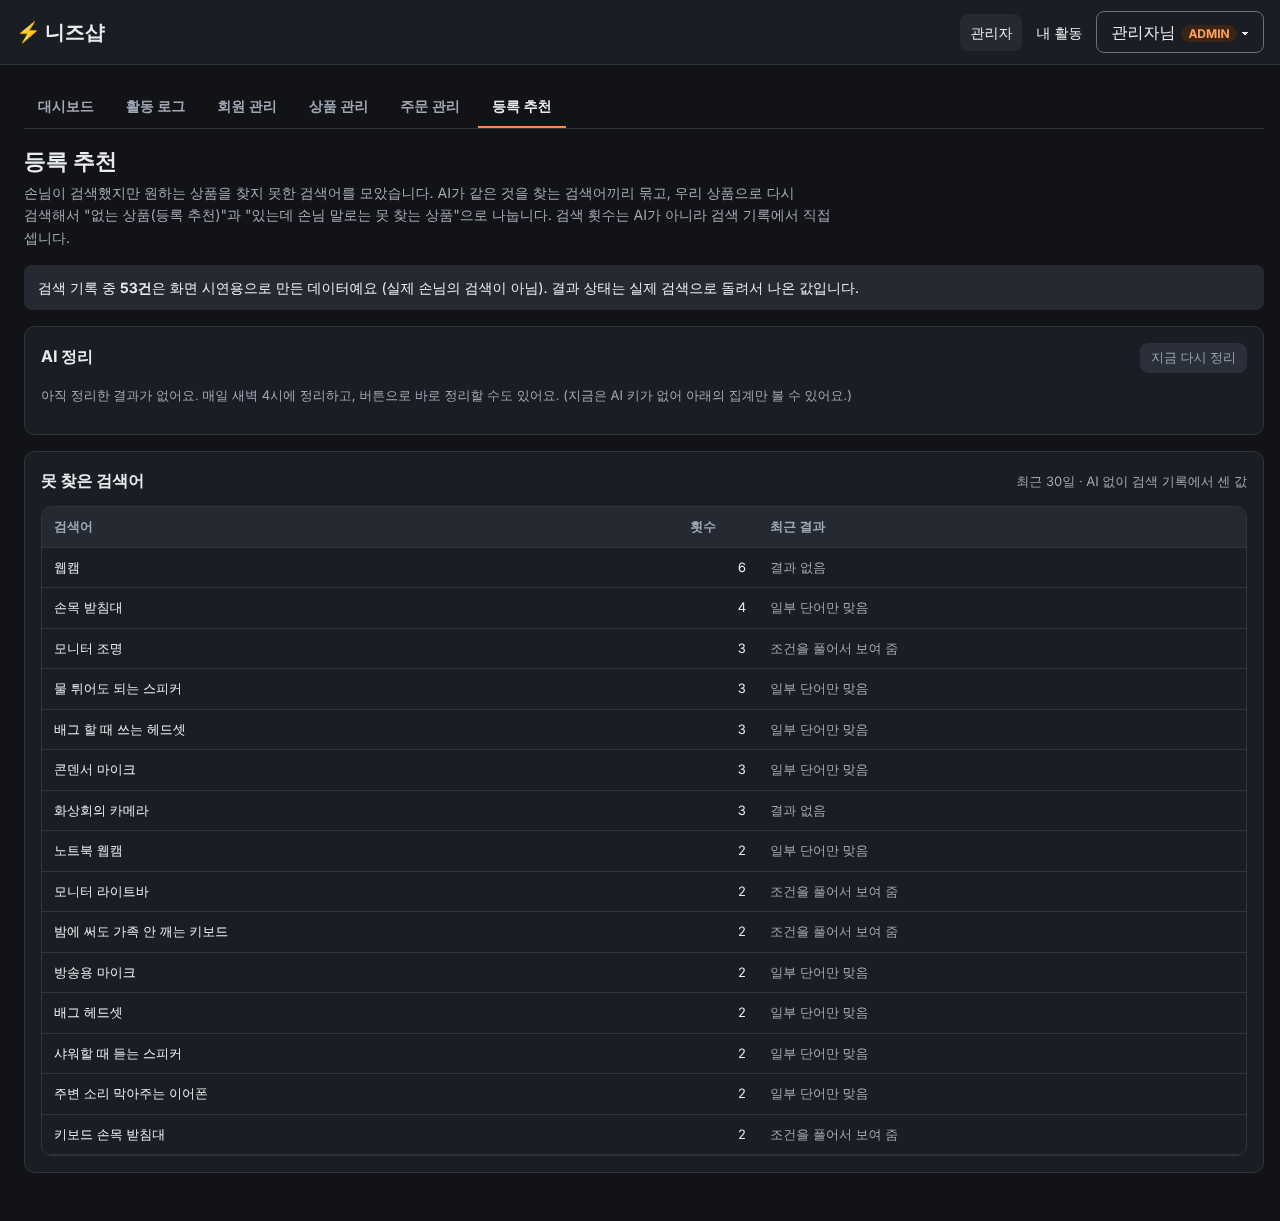 ⚡ 니즈샵
관리자 내 활동 관리자님 ADMIN
대시보드 활동 로그 회원 관리 상품 관리 주문 관리 등록 추천
등록 추천
손님이 검색했지만 원하는 상품을 찾지 못한 검색어를 모았습니다. AI가 같은 것을 찾는 검색어끼리 묶고, 우리 상품으로 다시
검색해서 "없는 상품(등록 추천)"과 "있는데 손님 말로는 못 찾는 상품"으로 나눕니다. 검색 횟수는 AI가 아니라 검색 기록에서 직접
셉니다.
검색 기록 중 53건은 화면 시연용으로 만든 데이터예요 (실제 손님의 검색이 아님). 결과 상태는 실제 검색으로 돌려서 나온 값입니다.
AI 정리 지금 다시 정리
아직 정리한 결과가 없어요. 매일 새벽 4시에 정리하고, 버튼으로 바로 정리할 수도 있어요. (지금은 AI 키가 없어 아래의 집계만 볼 수 있어요.)
못 찾은 검색어 최근 30일 · AI 없이 검색 기록에서 센 값
검색어 횟수 최근 결과
웹캠 6 결과 없음
손목 받침대 4 일부 단어만 맞음
모니터 조명 3 조건을 풀어서 보여 줌
물 튀어도 되는 스피커 3 일부 단어만 맞음
배그 할 때 쓰는 헤드셋 3 일부 단어만 맞음
콘덴서 마이크 3 일부 단어만 맞음
화상회의 카메라 3 결과 없음
노트북 웹캠 2 일부 단어만 맞음
모니터 라이트바 2 조건을 풀어서 보여 줌
밤에 써도 가족 안 깨는 키보드 2 조건을 풀어서 보여 줌
방송용 마이크 2 일부 단어만 맞음
배그 헤드셋 2 일부 단어만 맞음
샤워할 때 듣는 스피커 2 일부 단어만 맞음
주변 소리 막아주는 이어폰 2 일부 단어만 맞음
키보드 손목 받침대 2 조건을 풀어서 보여 줌